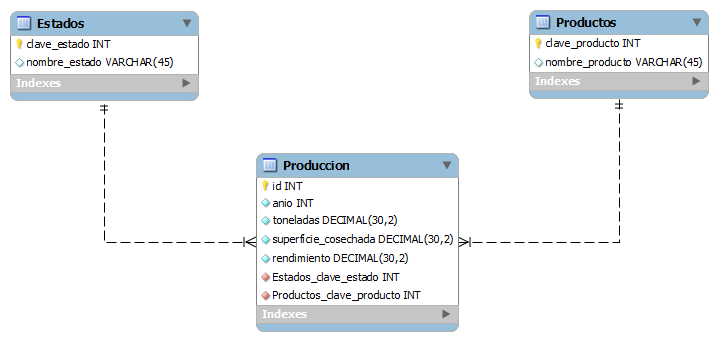 Estados
clave_estado INT
nombre_estado VARCHAR(45)
Indexes
Productos
clave_producto INT
nombre_producto VARCHAR(45)
Indexes
Produccion
id INT
anio INT
toneladas DECIMAL(30,2)
superficie_cosechada DECIMAL(30,2)
rendimiento DECIMAL(30,2)
Estados_clave_estado INT
Productos_clave_producto INT
Indexes